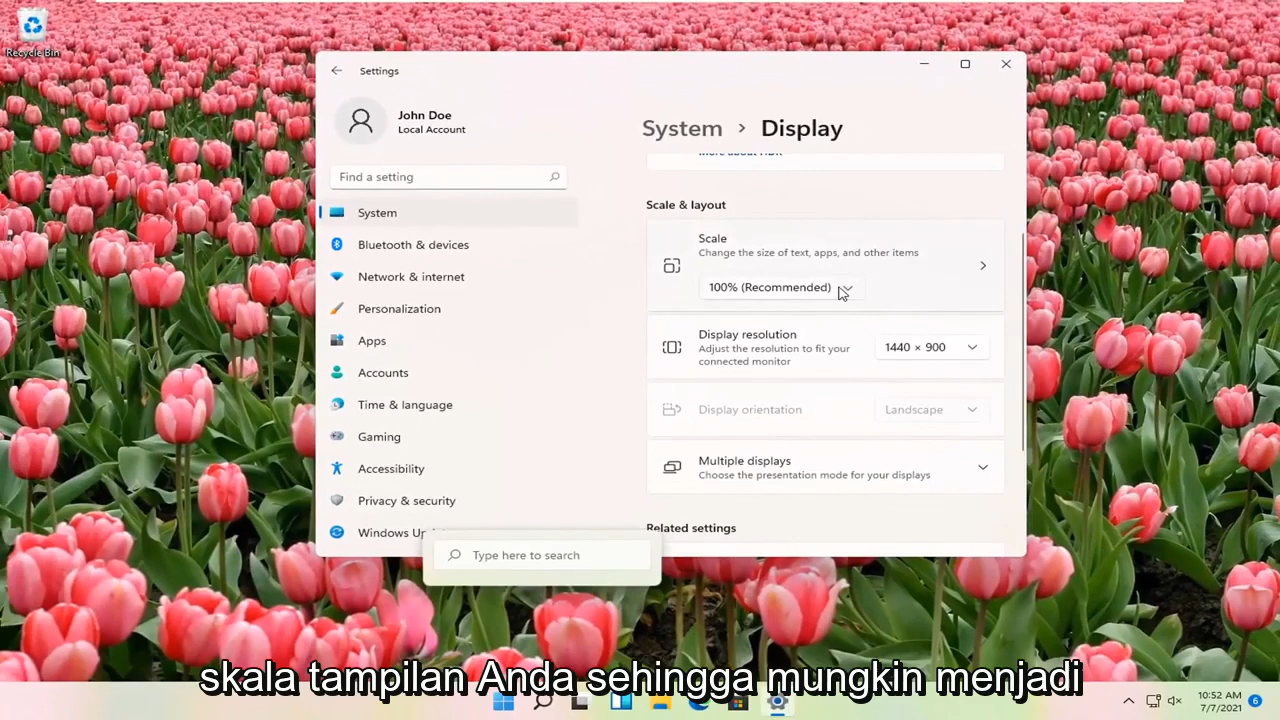 Recycle Bin
Settings
John Doe
Local Account
Find a setting
System
Bluetooth & devices
Network & internet
Personalization
Apps
Accounts
Time & language
Gaming
Accessibility
Privacy & security
Windows
System > Display
More about HDR
Scale & layout
Scale
Change the size of text, apps, and other items
100% (Recommended)
Display resolution
Adjust the resolution to fit your
connected monitor
1440 × 900
Display orientation
Landscape
Multiple displays
Choose the presentation mode for your displays
Related settings
Type here to search
skala tampilan Anda sehingga mungkin menjadi
10:52 AM
7/7/2021
6